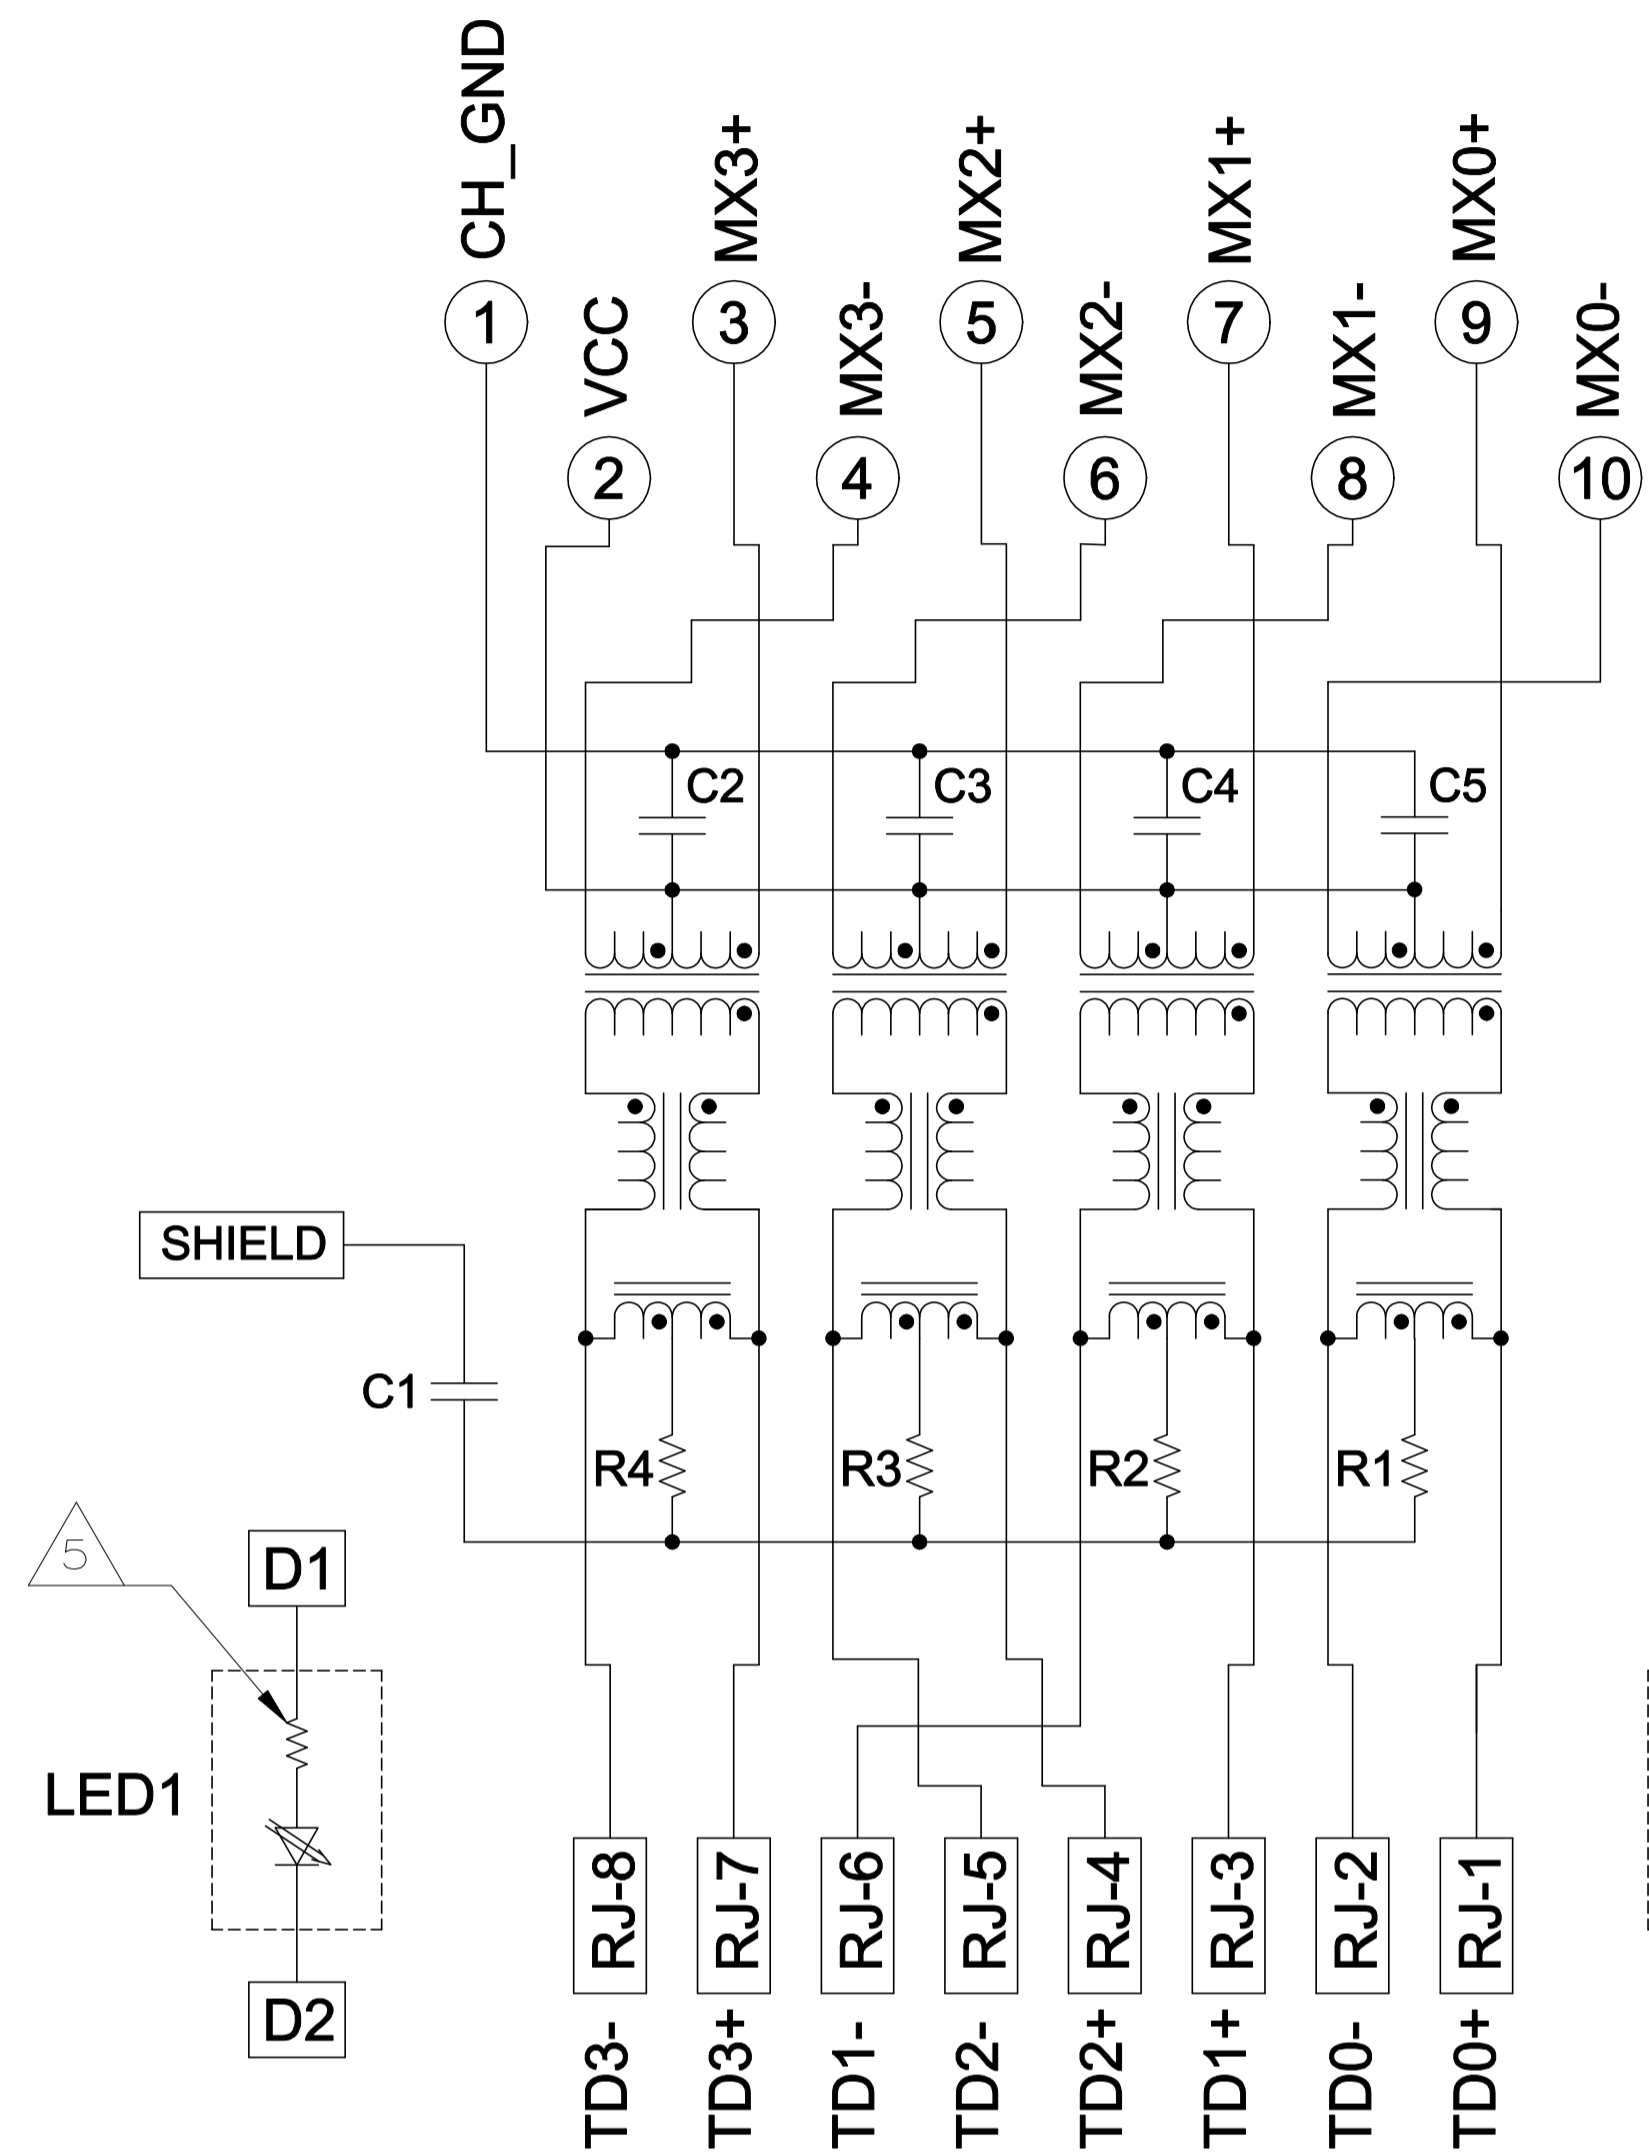 CH_GND
MX3+
MX2+
MX1+
MX0+
1
3
5
7
9
VCC
MX3-
MX2-
MX1-
MX0-
2
4
6
8
10
C2
C3
C4
C5
SHIELD
C1
R4
R3
R2
R1
5
D1
LED1
D2
RJ-8
RJ-7
RJ-6
RJ-5
RJ-4
RJ-3
RJ-2
RJ-1
TD3-
TD3+
TD1-
TD2-
TD2+
TD1+
TD0-
TD0+